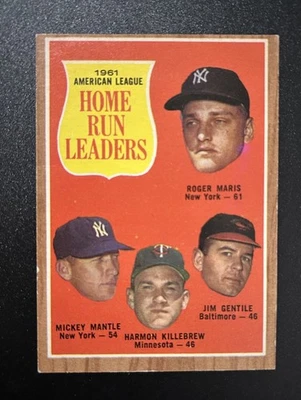 1961
AMERICAN LEAGUE
HOME
RUN
LEADERS
ROGER MARIS
New York — 61
JIM GENTILE
Baltimore — 46
MICKEY MANTLE
New York — 54
HARMON KILLEBREW
Minnesota — 46